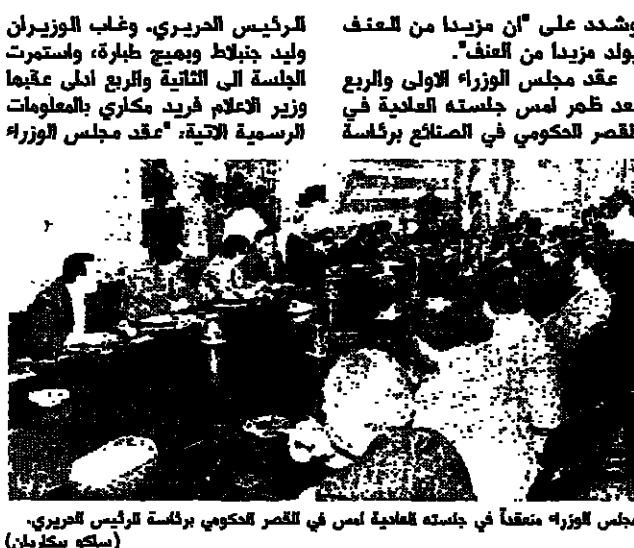 وشدد على "ان مزيدا من العنف
يولد مزيدا من العنف".
عقد مجلس الوزراء الاولى والربع
بعد ظهر امس جلسته العادية في
القصر الحكومي في الصنائع برئاسة
الرئيس الحريري. وغاب الوزيران
وليد جنبلاط وبهيج طبارة، واستمرت
الجلسة الى الثانية والربع ادلى عقبها
وزير الاعلام فريد مكاري بالمعلومات
الرسمية الآتية: "عقد مجلس الوزراء
مجلس الوزراء منعقداً في جلسته العادية امس في القصر الحكومي برئاسة الرئيس الحريري.
(ساكو بيكاريان)